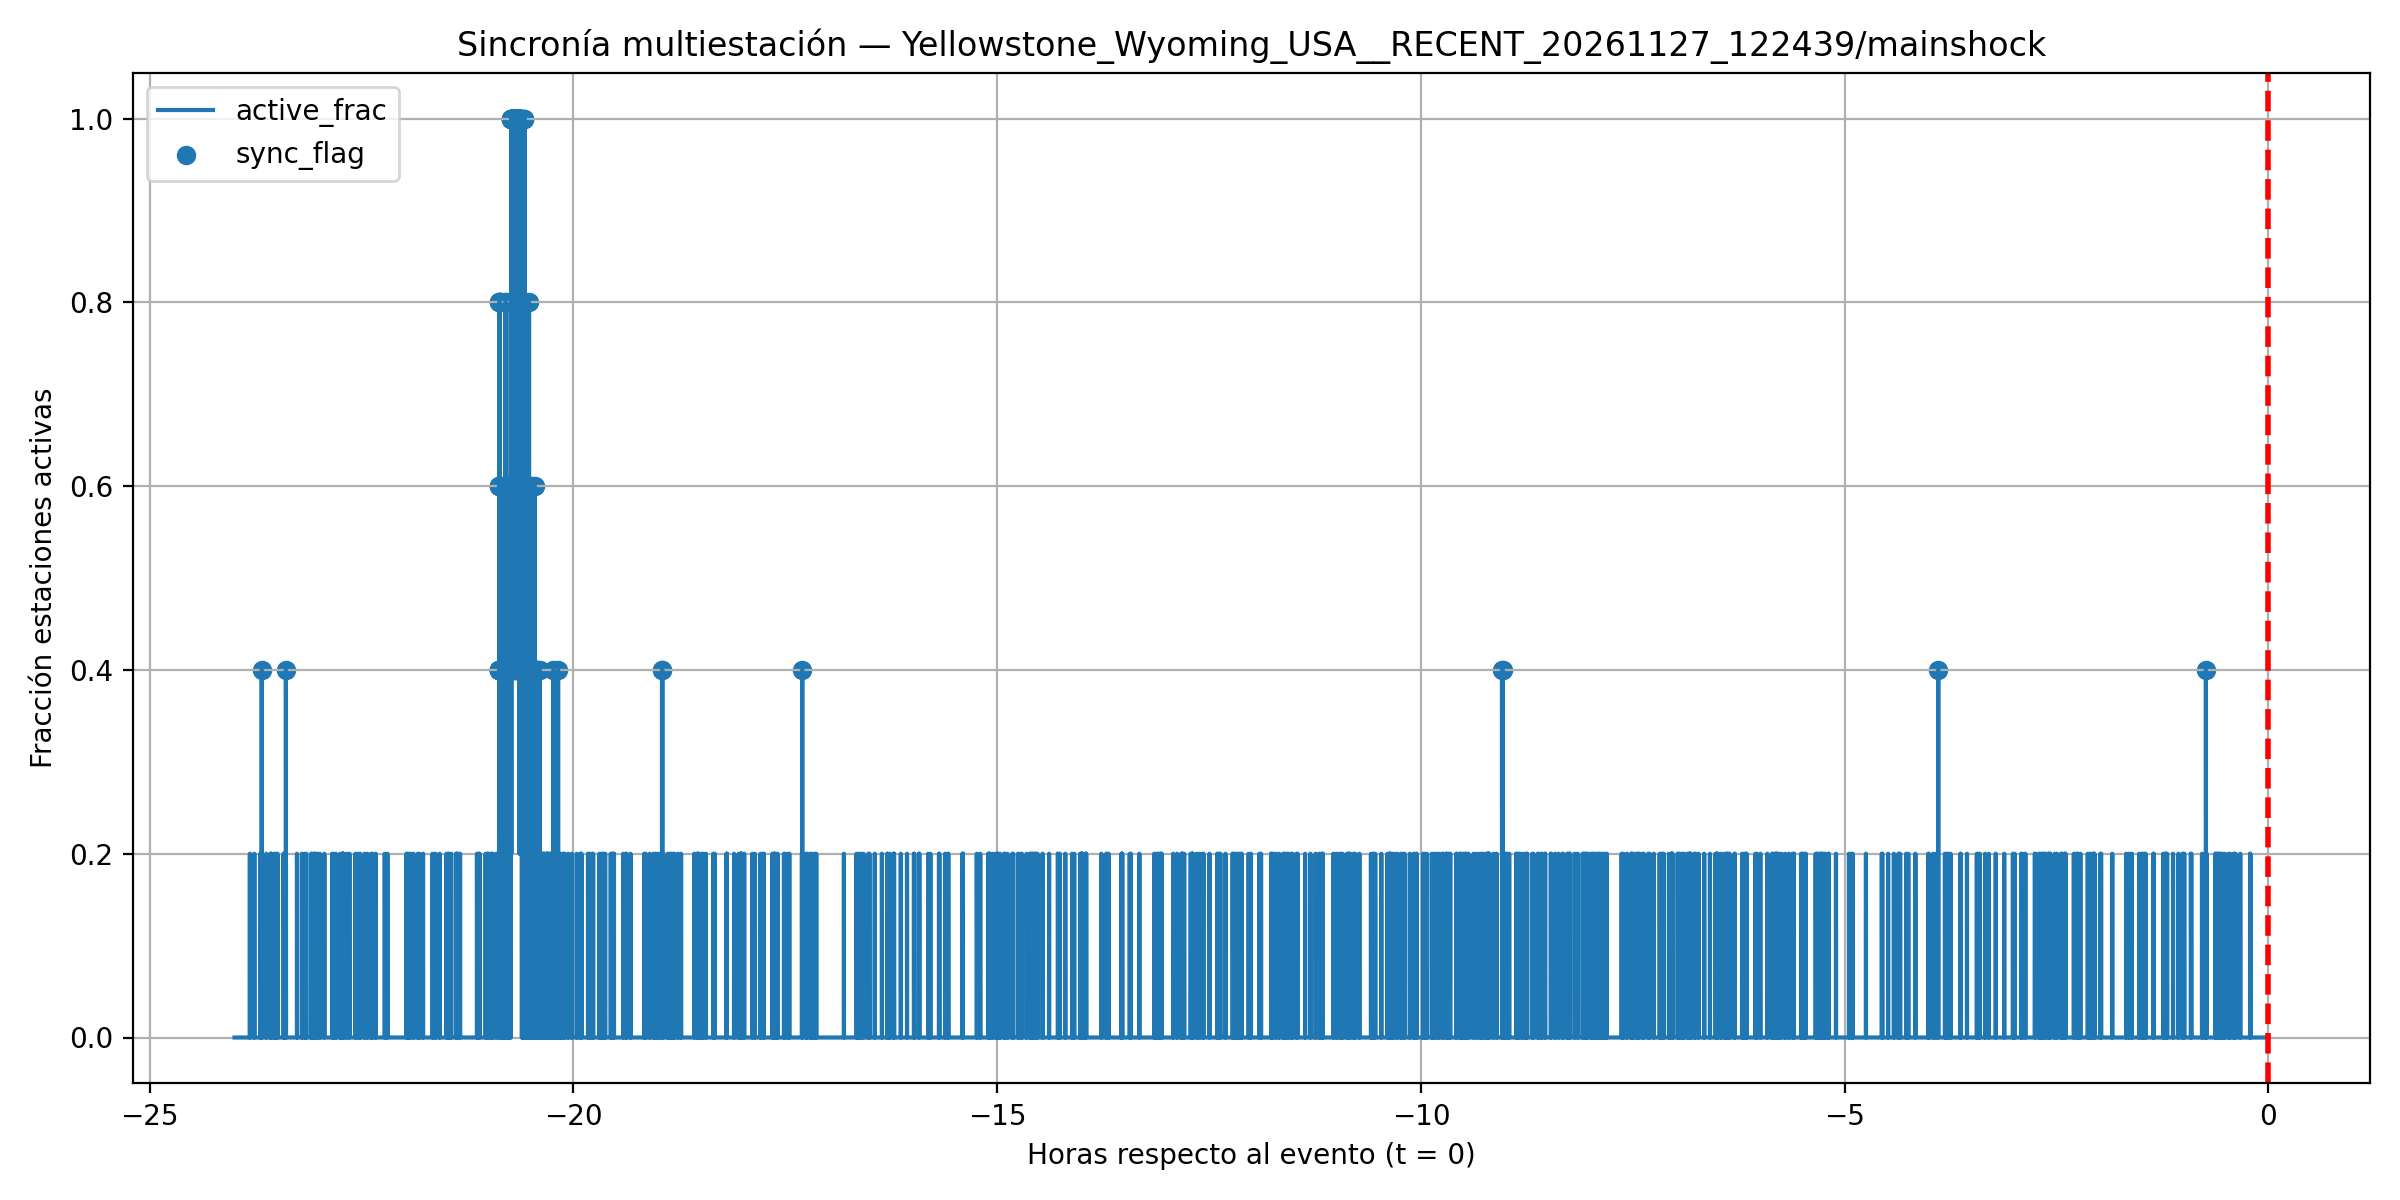 Sincronía multiestación — Yellowstone_Wyoming_USA__RECENT_20261127_122439/mainshock
active_frac
sync_flag
Fracción estaciones activas
1.0
0.8
0.6
0.4
0.2
0.0
−25
−20
−15
−10
−5
0
Horas respecto al evento (t = 0)